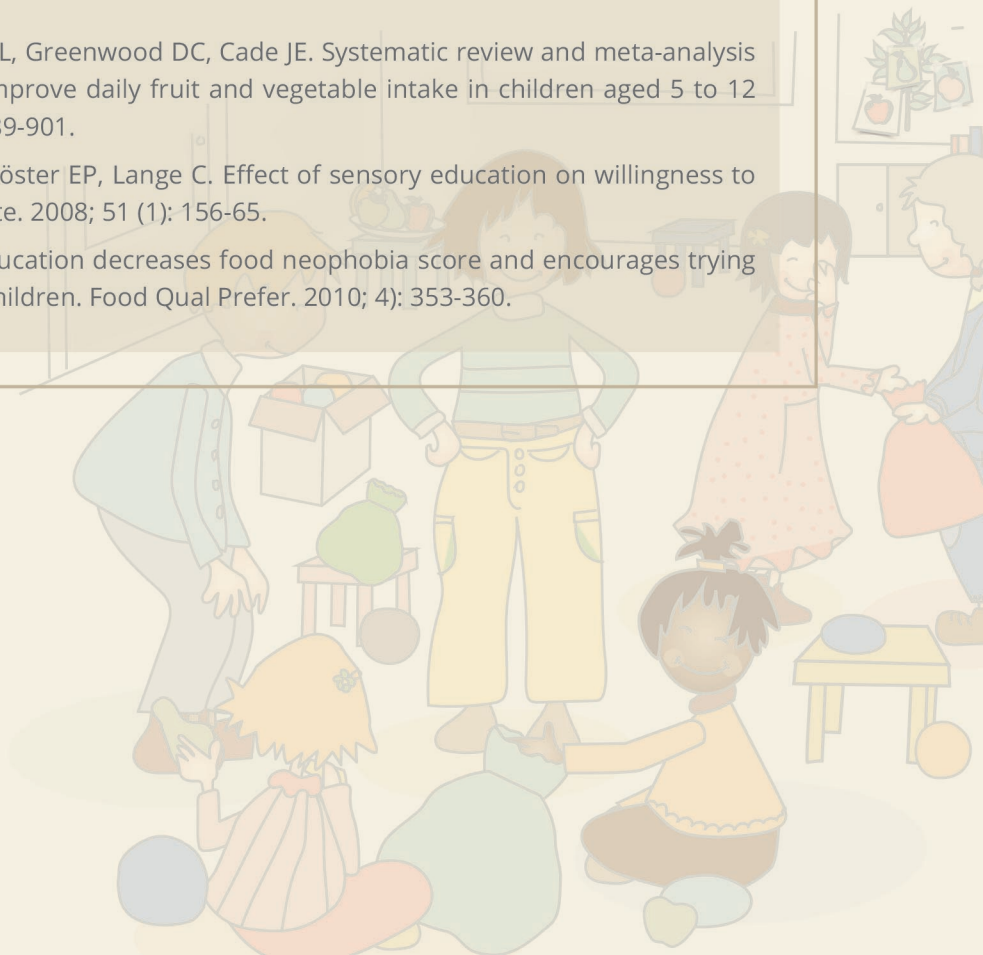 L, Greenwood DC, Cade JE. Systematic review and meta-analysis
mprove daily fruit and vegetable intake in children aged 5 to 12
39-901.
öster EP, Lange C. Effect of sensory education on willingness to
te. 2008; 51 (1): 156-65.
ucation decreases food neophobia score and encourages trying
hildren. Food Qual Prefer. 2010; 4): 353-360.